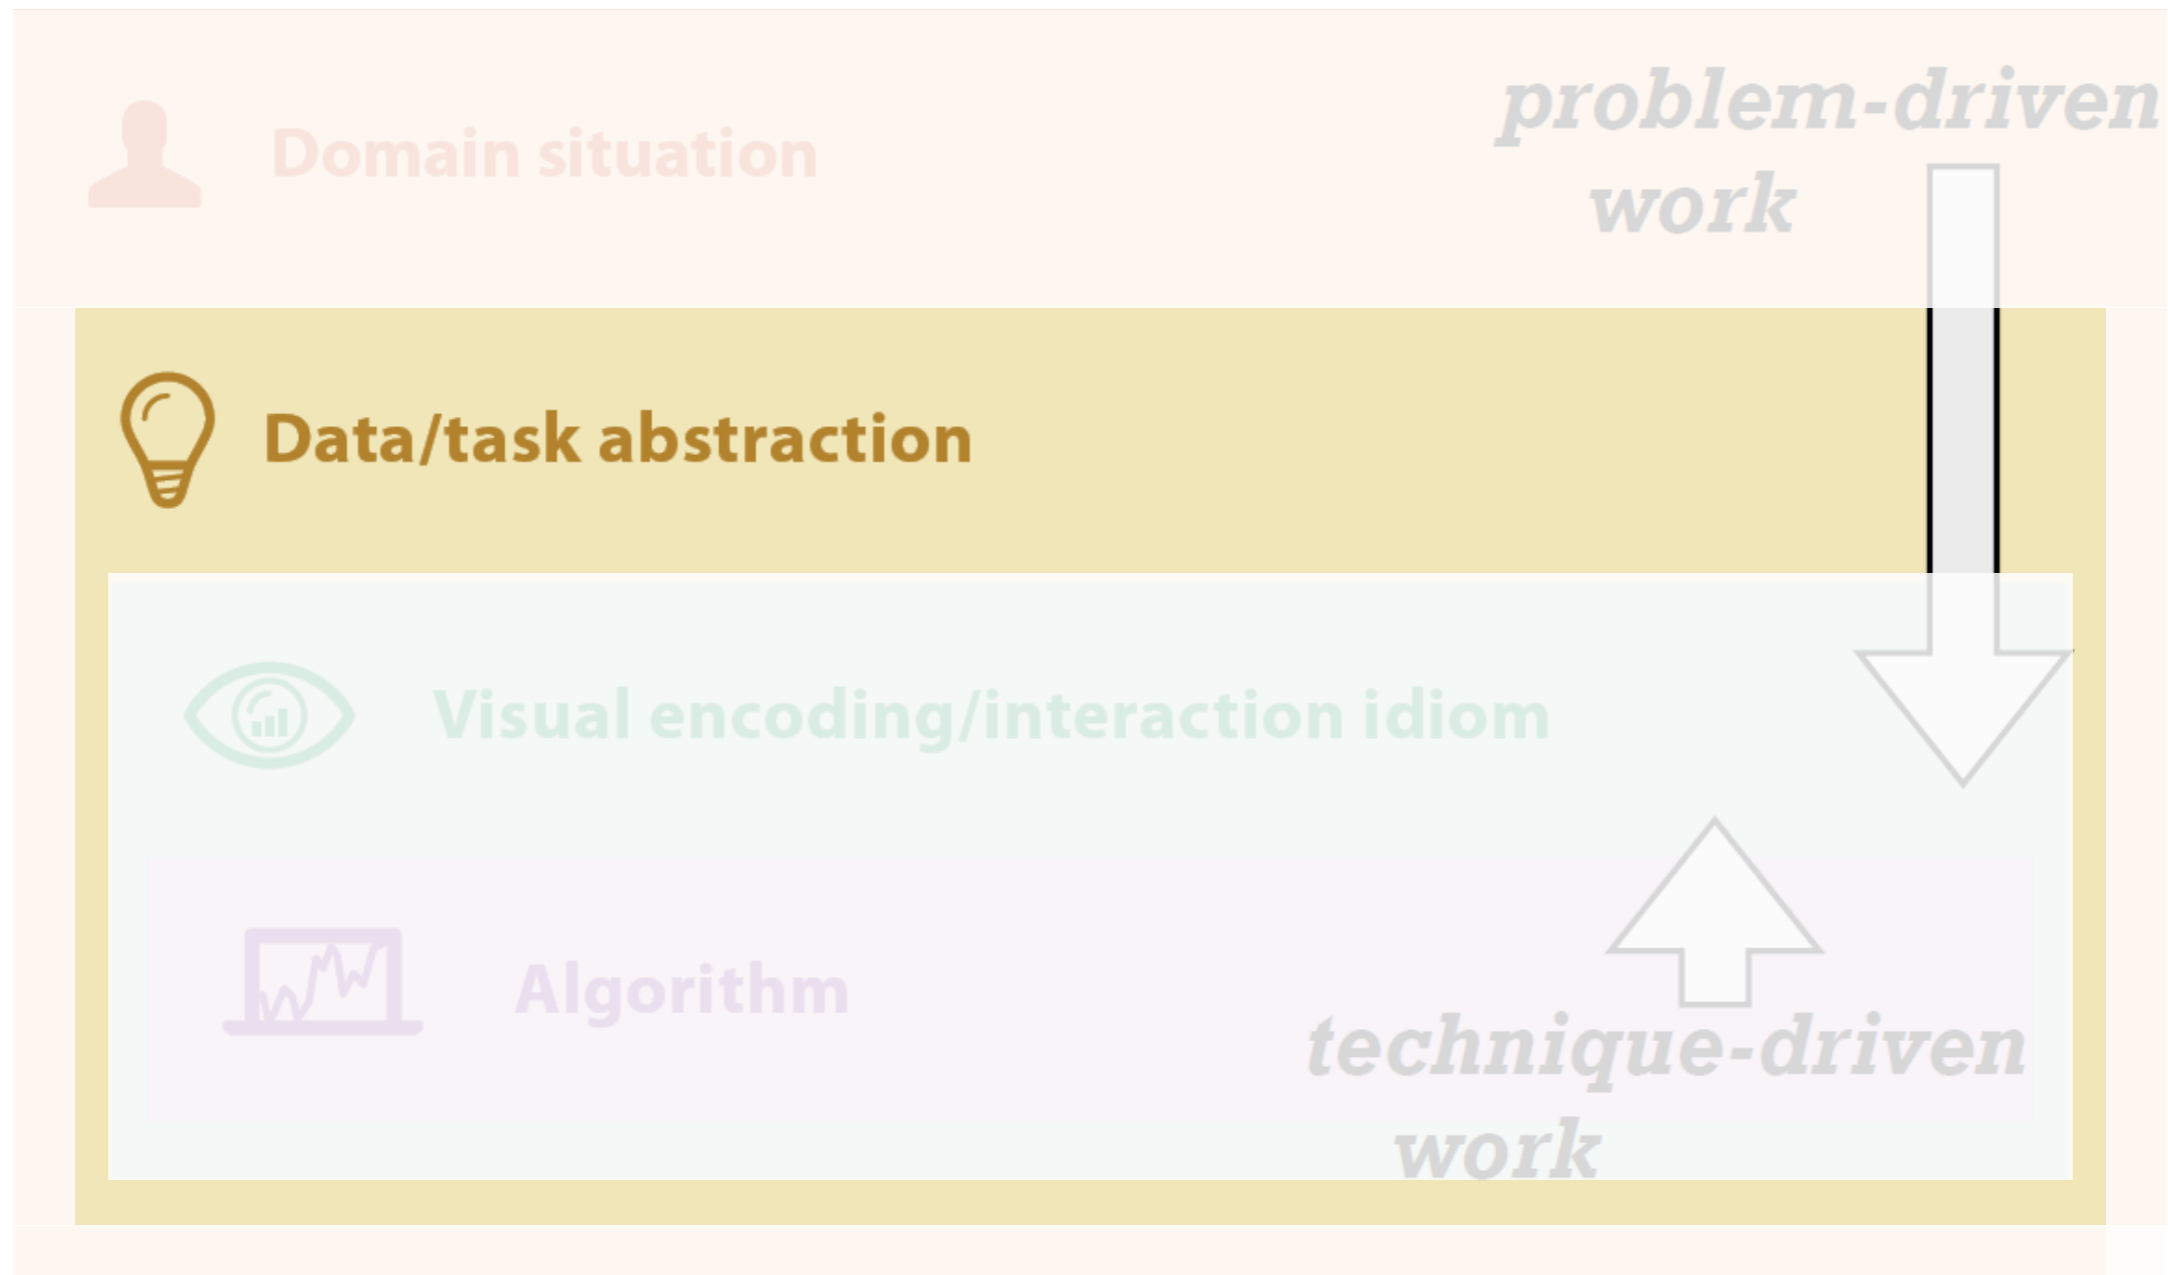 problem-driven
work
Domain situation
Data/task abstraction
Visual encoding/interaction idiom
Algorithm
technique-driven
work